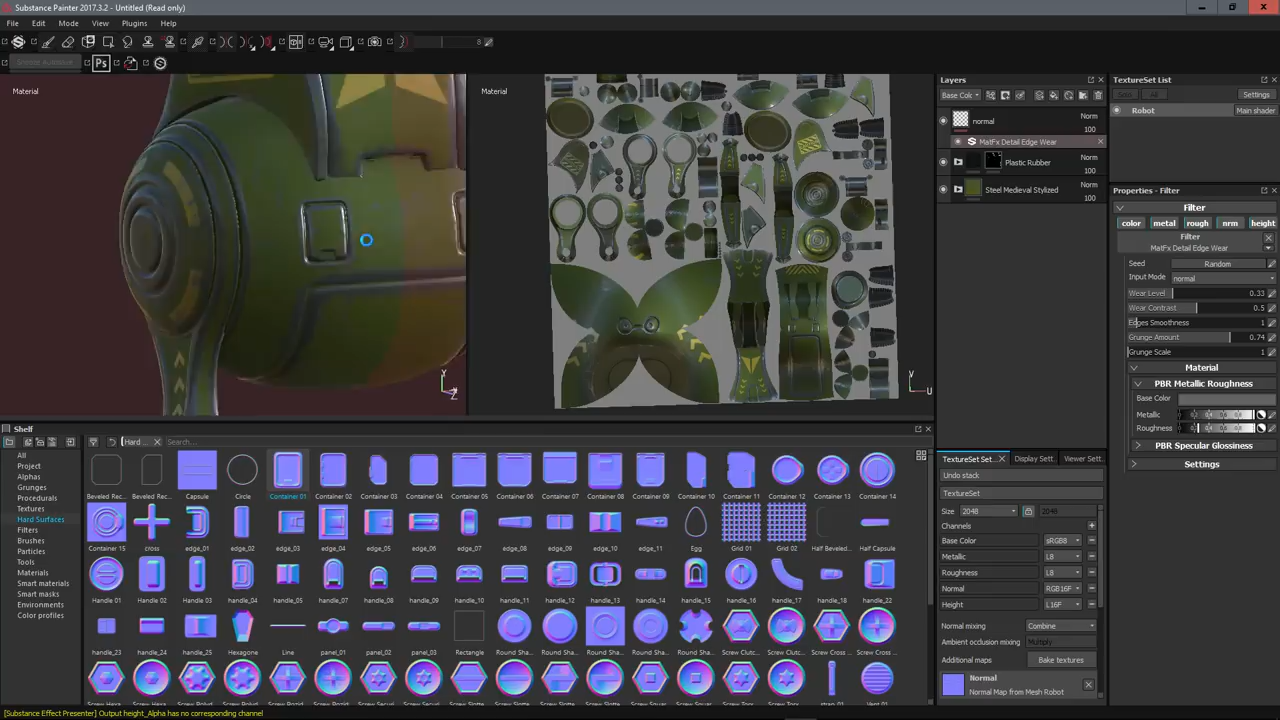 Substance Painter 2017.3.2 - Untitled (Read only)
File Edit Mode View Plugins Help
8
Ps
Material
Material
Layers
Base Col
normal
Norm
100
MatFx Detail Edge Wear
Plastic Rubber
Norm
100
Steel Medieval Stylized
Norm
100
TextureSet List
Solo All Settings
Robot Main shader
Properties - Filter
Filter
color metal rough nrm height
Filter
MatFx Detail Edge Wear
Seed Random
Input Mode normal
Wear Level 0.33
Wear Contrast 0.5
Edges Smoothness 1
Grunge Amount 0.74
Grunge Scale 1
Material
PBR Metallic Roughness
Base Color
Metallic
Roughness
PBR Specular Glossiness
Settings
Shelf
Hard ... Search...
All
Project
Alphas
Grunges
Procedurals
Textures
Hard Surfaces
Filters
Brushes
Particles
Tools
Materials
Smart materials
Smart masks
Environments
Color profiles
Beveled Rec... Beveled Rec... Capsule Circle Container 01 Container 02 Container 03 Container 04 Container 05 Container 06 Container 07 Container 08 Container 09 Container 10 Container 11 Container 12 Container 13 Container 14
Container 15 cross edge_01 edge_02 edge_03 edge_04 edge_05 edge_06 edge_07 edge_08 edge_09 edge_10 edge_11 Egg Grid 01 Grid 02 Half Beveled... Half Capsule
Handle 01 Handle 02 Handle 03 handle_04 handle_05 handle_06 handle_07 handle_08 handle_09 handle_10 handle_11 handle_12 handle_13 handle_14 handle_15 handle_16 handle_17 handle_18 handle_19 handle_22
handle_23 handle_24 handle_25 Hexagone Line panel_01 panel_02 panel_03 Rectangle Round Sha... Round Sha... Round Sha... Round Sha... Screw Clutc... Screw Clutc... Screw Cross ... Screw Cross ...
TextureSet Set... Display Sett... Viewer Sett...
Undo stack
TextureSet
Size 2048 2048
Channels
Base Color sRGB8
Metallic L8
Roughness L8
Normal RGB16F
Height L16F
Normal mixing Combine
Ambient occlusion mixing Multiply
Additional maps Bake textures
Normal
Normal Map from Mesh Robot
[Substance Effect Presenter] Output height_Alpha has no corresponding channel